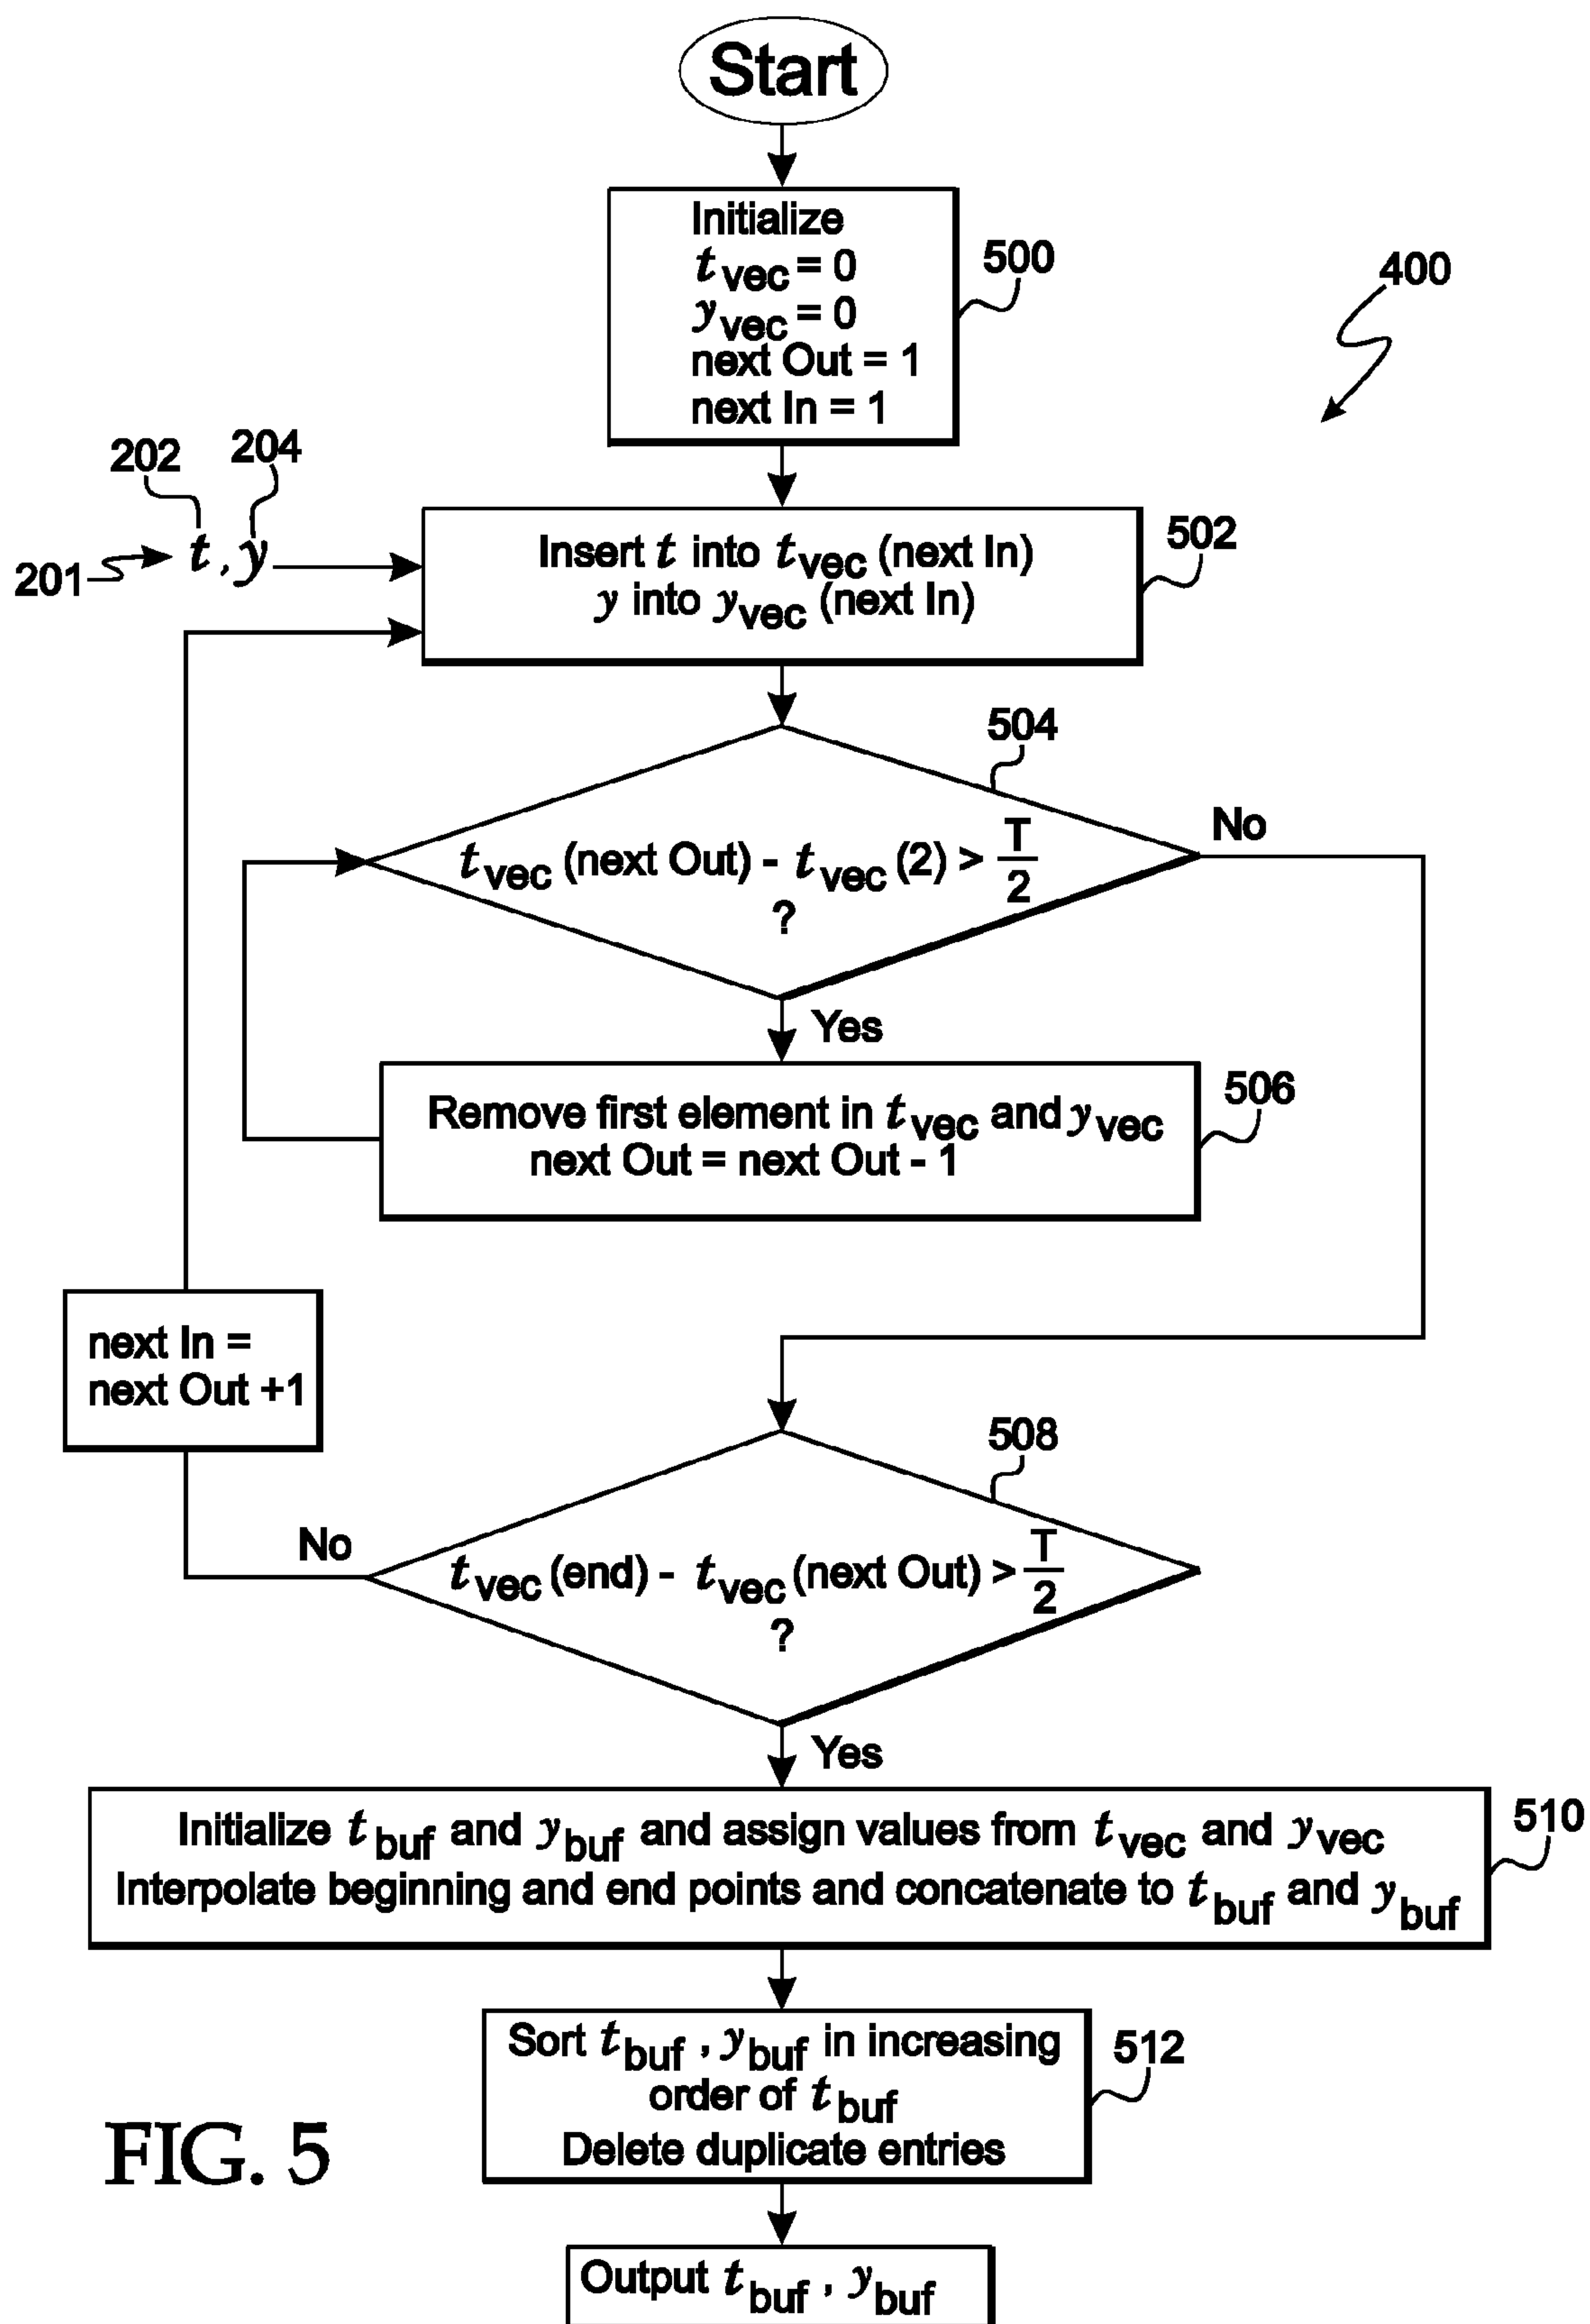 Start
Initialize
t vec = 0
y vec = 0
next Out = 1
next In = 1
500
400
202
204
201
t, y
Insert t into t vec (next In)
y into y vec (next In)
502
504
t vec (next Out) - t vec (2) > T/2
?
No
Yes
Remove first element in t vec and y vec
next Out = next Out - 1
506
next In =
next Out +1
508
t vec (end) - t vec (next Out) > T/2
?
No
Yes
Initialize t buf and y buf and assign values from t vec and y vec
Interpolate beginning and end points and concatenate to t buf and y buf
510
Sort t buf , y buf in increasing
order of t buf
Delete duplicate entries
512
FIG. 5
Output t buf , y buf